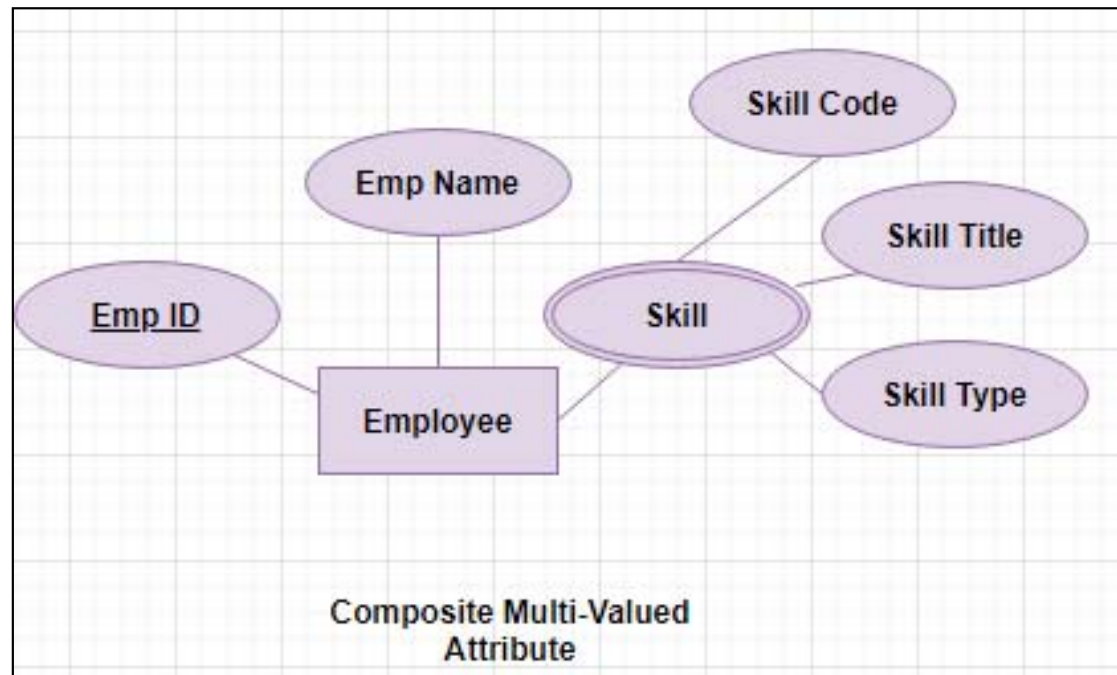 Skill Code
Emp Name
Skill Title
Emp ID
Skill
Skill Type
Employee
Composite Multi-Valued
Attribute